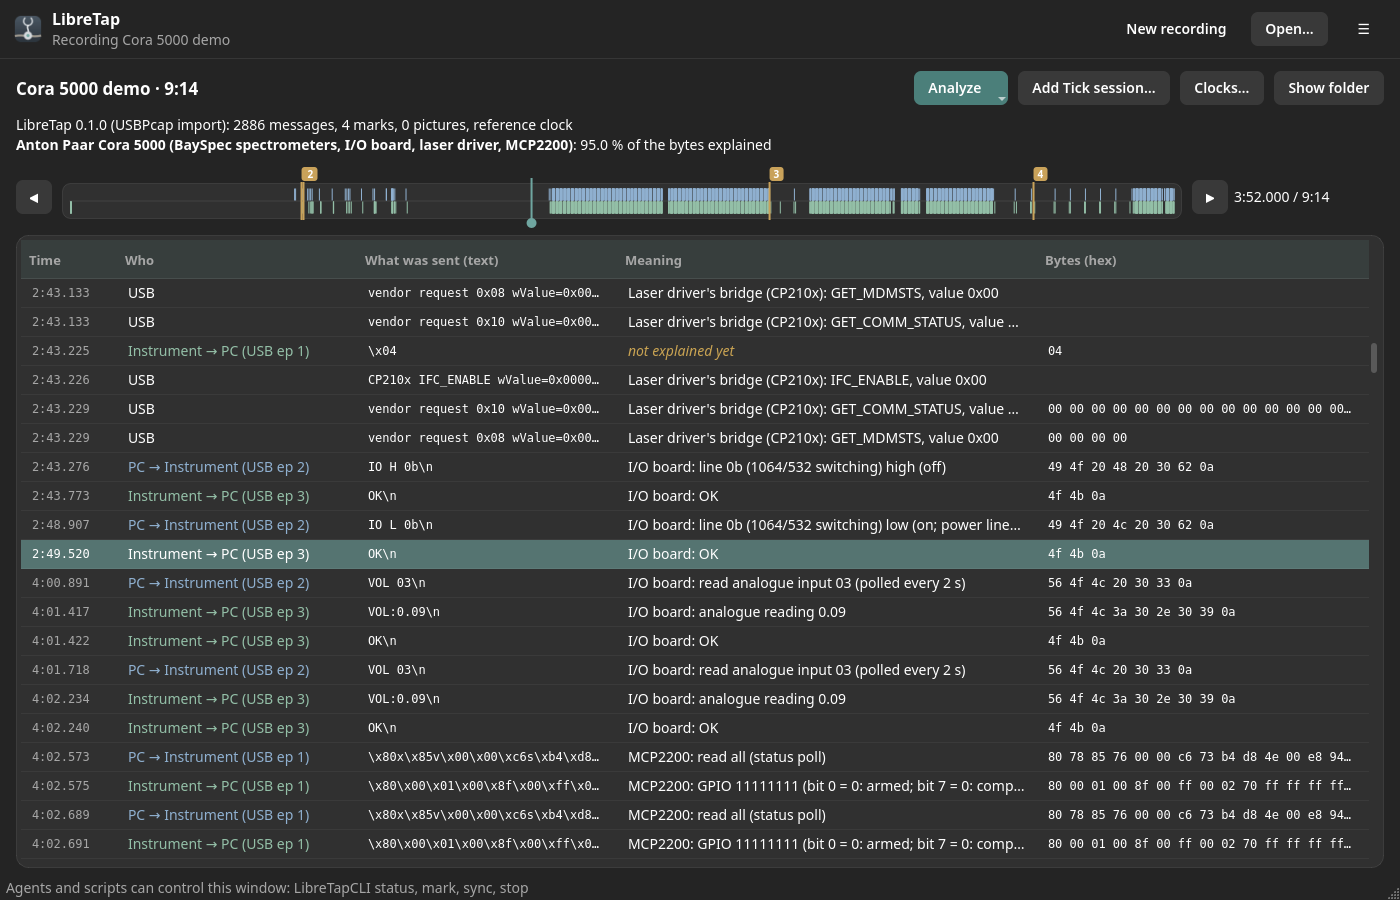 LibreTap
Recording Cora 5000 demo
New recording
Open...
Cora 5000 demo · 9:14
Analyze
Add Tick session...
Clocks...
Show folder
LibreTap 0.1.0 (USBPcap import): 2886 messages, 4 marks, 0 pictures, reference clock
Anton Paar Cora 5000 (BaySpec spectrometers, I/O board, laser driver, MCP2200): 95.0 % of the bytes explained
2
3
4
3:52.000 / 9:14
Time Who What was sent (text) Meaning Bytes (hex)
2:43.133 USB vendor request 0x08 wValue=0x00… Laser driver's bridge (CP210x): GET_MDMSTS, value 0x00
2:43.133 USB vendor request 0x10 wValue=0x00… Laser driver's bridge (CP210x): GET_COMM_STATUS, value ...
2:43.225 Instrument → PC (USB ep 1) \x04 not explained yet 04
2:43.226 USB CP210x IFC_ENABLE wValue=0x0000… Laser driver's bridge (CP210x): IFC_ENABLE, value 0x00
2:43.229 USB vendor request 0x10 wValue=0x00… Laser driver's bridge (CP210x): GET_COMM_STATUS, value ... 00 00 00 00 00 00 00 00 00 00 00 00 00 00…
2:43.229 USB vendor request 0x08 wValue=0x00… Laser driver's bridge (CP210x): GET_MDMSTS, value 0x00 00 00 00 00
2:43.276 PC → Instrument (USB ep 2) IO H 0b\n I/O board: line 0b (1064/532 switching) high (off) 49 4f 20 48 20 30 62 0a
2:43.773 Instrument → PC (USB ep 3) OK\n I/O board: OK 4f 4b 0a
2:48.907 PC → Instrument (USB ep 2) IO L 0b\n I/O board: line 0b (1064/532 switching) low (on; power line... 49 4f 20 4c 20 30 62 0a
2:49.520 Instrument → PC (USB ep 3) OK\n I/O board: OK 4f 4b 0a
4:00.891 PC → Instrument (USB ep 2) VOL 03\n I/O board: read analogue input 03 (polled every 2 s) 56 4f 4c 20 30 33 0a
4:01.417 Instrument → PC (USB ep 3) VOL:0.09\n I/O board: analogue reading 0.09 56 4f 4c 3a 30 2e 30 39 0a
4:01.422 Instrument → PC (USB ep 3) OK\n I/O board: OK 4f 4b 0a
4:01.718 PC → Instrument (USB ep 2) VOL 03\n I/O board: read analogue input 03 (polled every 2 s) 56 4f 4c 20 30 33 0a
4:02.234 Instrument → PC (USB ep 3) VOL:0.09\n I/O board: analogue reading 0.09 56 4f 4c 3a 30 2e 30 39 0a
4:02.240 Instrument → PC (USB ep 3) OK\n I/O board: OK 4f 4b 0a
4:02.573 PC → Instrument (USB ep 1) \x80x\x85v\x00\x00\xc6s\xb4\xd8… MCP2200: read all (status poll) 80 78 85 76 00 00 c6 73 b4 d8 4e 00 e8 94…
4:02.575 Instrument → PC (USB ep 1) \x80\x00\x01\x00\x8f\x00\xff\x0… MCP2200: GPIO 11111111 (bit 0 = 0: armed; bit 7 = 0: comp... 80 00 01 00 8f 00 ff 00 02 70 ff ff ff ff…
4:02.689 PC → Instrument (USB ep 1) \x80x\x85v\x00\x00\xc6s\xb4\xd8… MCP2200: read all (status poll) 80 78 85 76 00 00 c6 73 b4 d8 4e 00 e8 94…
4:02.691 Instrument → PC (USB ep 1) \x80\x00\x01\x00\x8f\x00\xff\x0… MCP2200: GPIO 11111111 (bit 0 = 0: armed; bit 7 = 0: comp... 80 00 01 00 8f 00 ff 00 02 70 ff ff ff ff…
Agents and scripts can control this window: LibreTapCLI status, mark, sync, stop